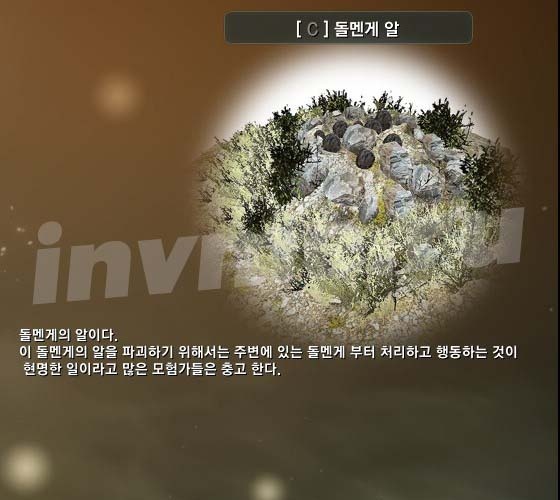 [ C ] 돌멘게 알
돌멘게의 알이다.
이 돌멘게의 알을 파괴하기 위해서는 주변에 있는 돌멘게 부터 처리하고 행동하는 것이
현명한 일이라고 많은 모험가들은 충고 한다.